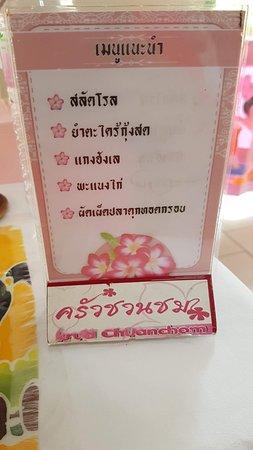 เมนูแนะนำ
สลัดโรล
ยำตะไคร้กุ้งสด
แกงฮังเล
พะแนงไก่
ผัดเผ็ดปลาดุกทอดกรอบ
ครัวชวนชม
Krua Chuanchom